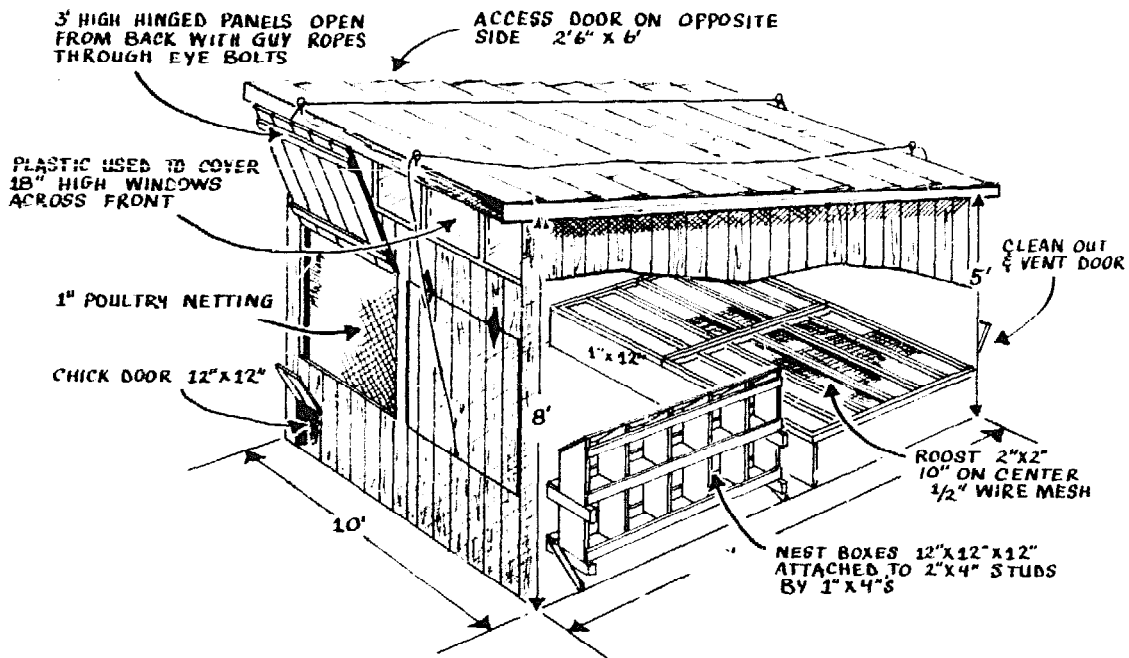 3' HIGH HINGED PANELS OPEN
FROM BACK WITH GUY ROPES
THROUGH EYE BOLTS
ACCESS DOOR ON OPPOSITE
SIDE 2'6" X 6'
PLASTIC USED TO COVER
18" HIGH WINDOWS
ACROSS FRONT
1" POULTRY NETTING
CHICK DOOR 12"X12"
CLEAN OUT
& VENT DOOR
5'
1"X12"
8'
10'
ROOST 2"X2"
10" ON CENTER
1/2" WIRE MESH
NEST BOXES 12"X12"X12"
ATTACHED TO 2"X4" STUDS
BY 1"X4"'S